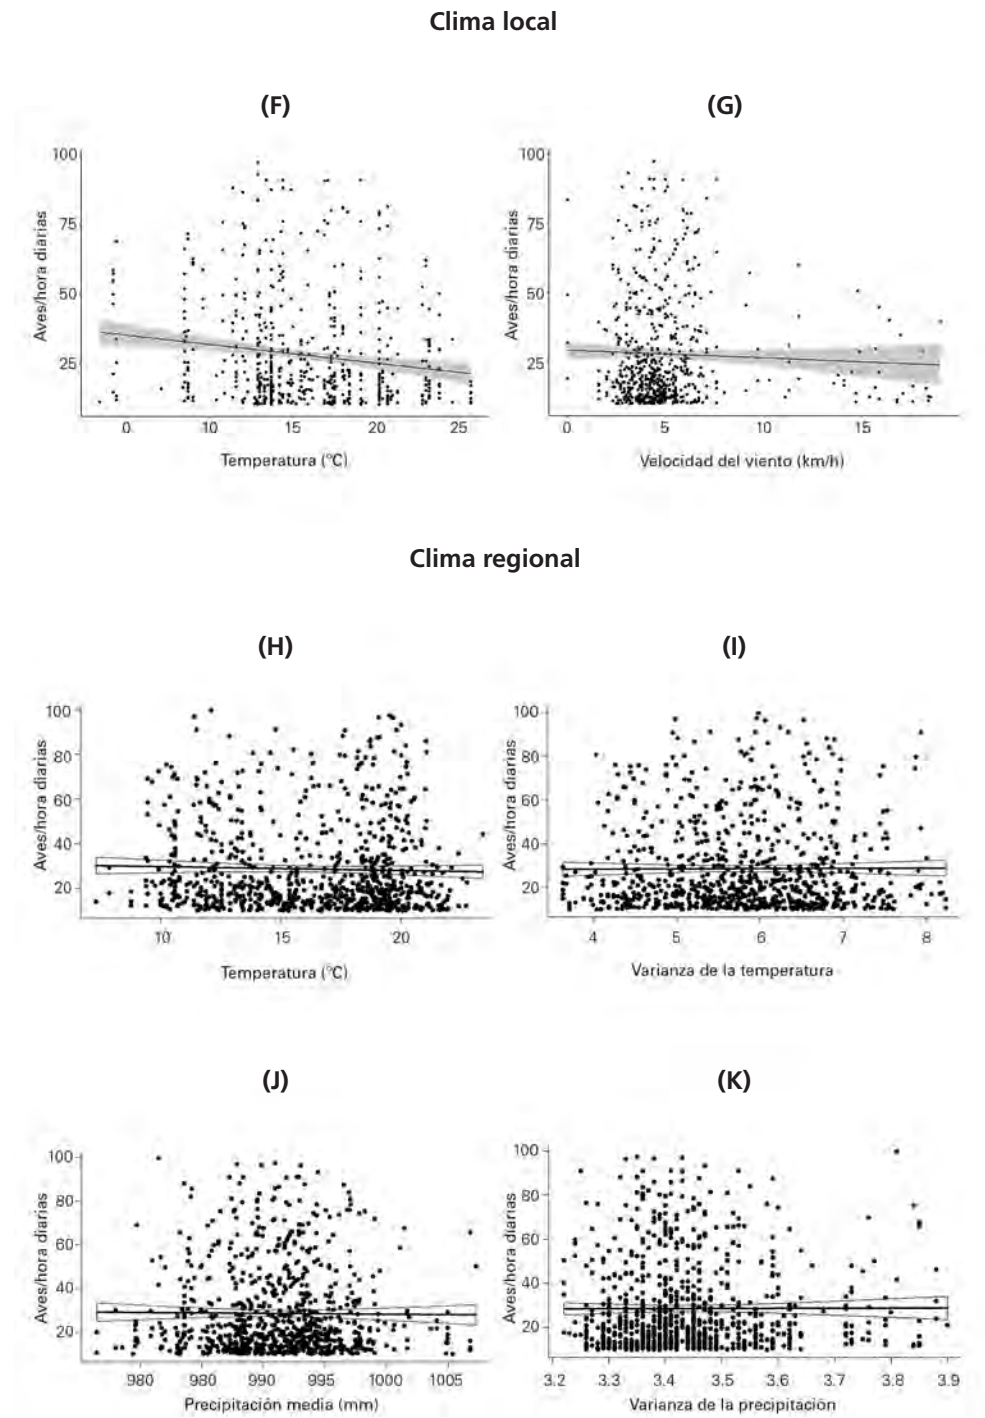 Clima local
(F)
(G)
Aves/hora diarias
100
75
50
25
0
10
15
20
25
Temperatura (°C)
Aves/hora diarias
100
75
50
25
0
5
10
15
Velocidad del viento (km/h)
Clima regional
(H)
(I)
Aves/hora diarias
100
80
60
40
20
10
15
20
Temperatura (°C)
Aves/hora diarias
100
80
60
40
20
4
5
6
7
8
Varianza de la temperatura
(J)
(K)
Aves/hora diarias
100
80
60
40
20
980
980
990
995
1000
1005
Precipitación media (mm)
Aves/hora diarias
100
80
60
40
20
3.2
3.3
3.4
3.5
3.6
3.7
3.8
3.9
Varianza de la precipitación